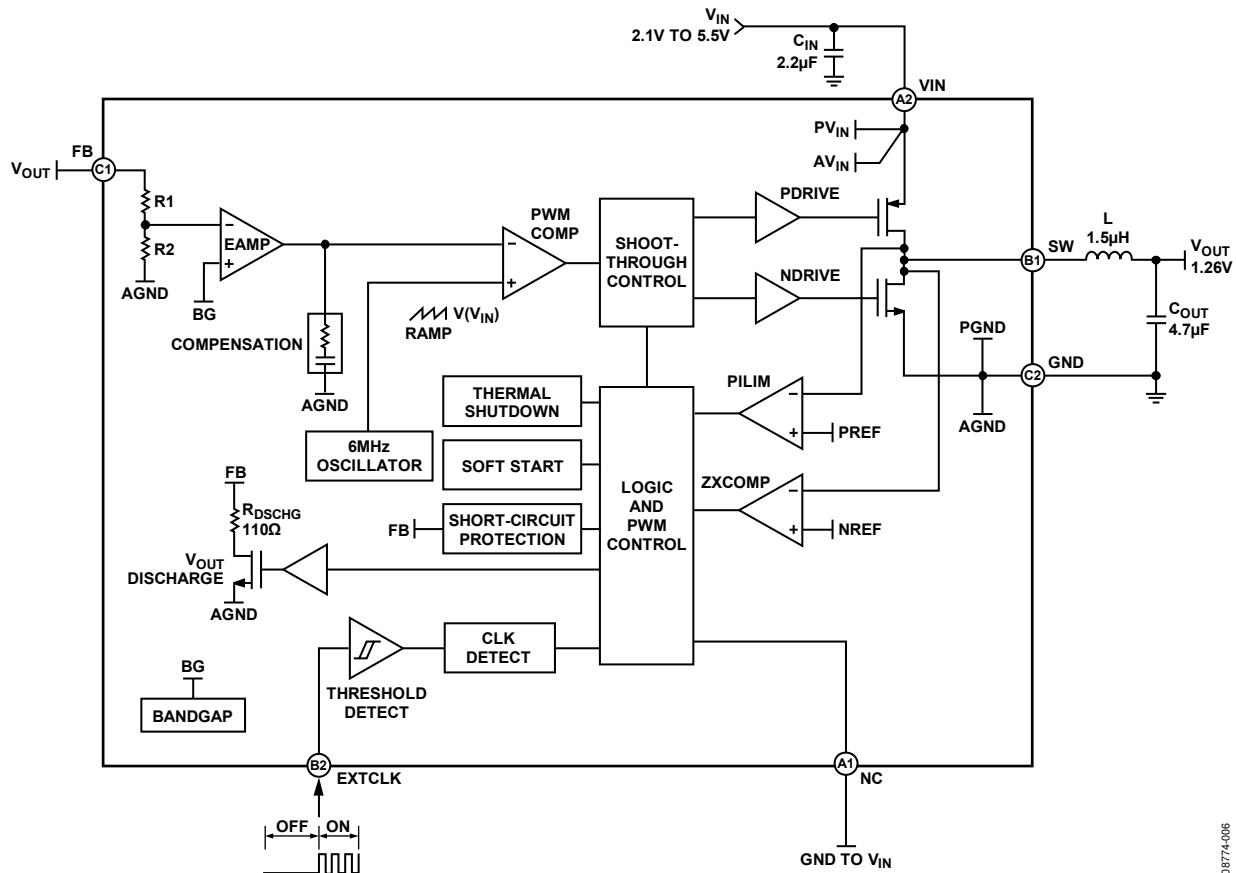 VIN
2.1V TO 5.5V
CIN
2.2µF
A2
VIN
PVIN
AVIN
FB
VOUT
C1
R1
R2
AGND
EAMP
−
+
BG
COMPENSATION
AGND
PWM
COMP
−
+
V(VIN)
RAMP
SHOOT-
THROUGH
CONTROL
PDRIVE
NDRIVE
SW
B1
L
1.5µH
VOUT
1.26V
COUT
4.7µF
PGND
GND
C2
AGND
6MHz
OSCILLATOR
THERMAL
SHUTDOWN
SOFT START
FB
SHORT-CIRCUIT
PROTECTION
LOGIC
AND
PWM
CONTROL
PILIM
−
+
PREF
ZXCOMP
−
+
NREF
FB
RDSCHG
110Ω
VOUT
DISCHARGE
AGND
BG
BANDGAP
THRESHOLD
DETECT
CLK
DETECT
B2
EXTCLK
OFF
ON
A1
NC
GND TO VIN
08774-006